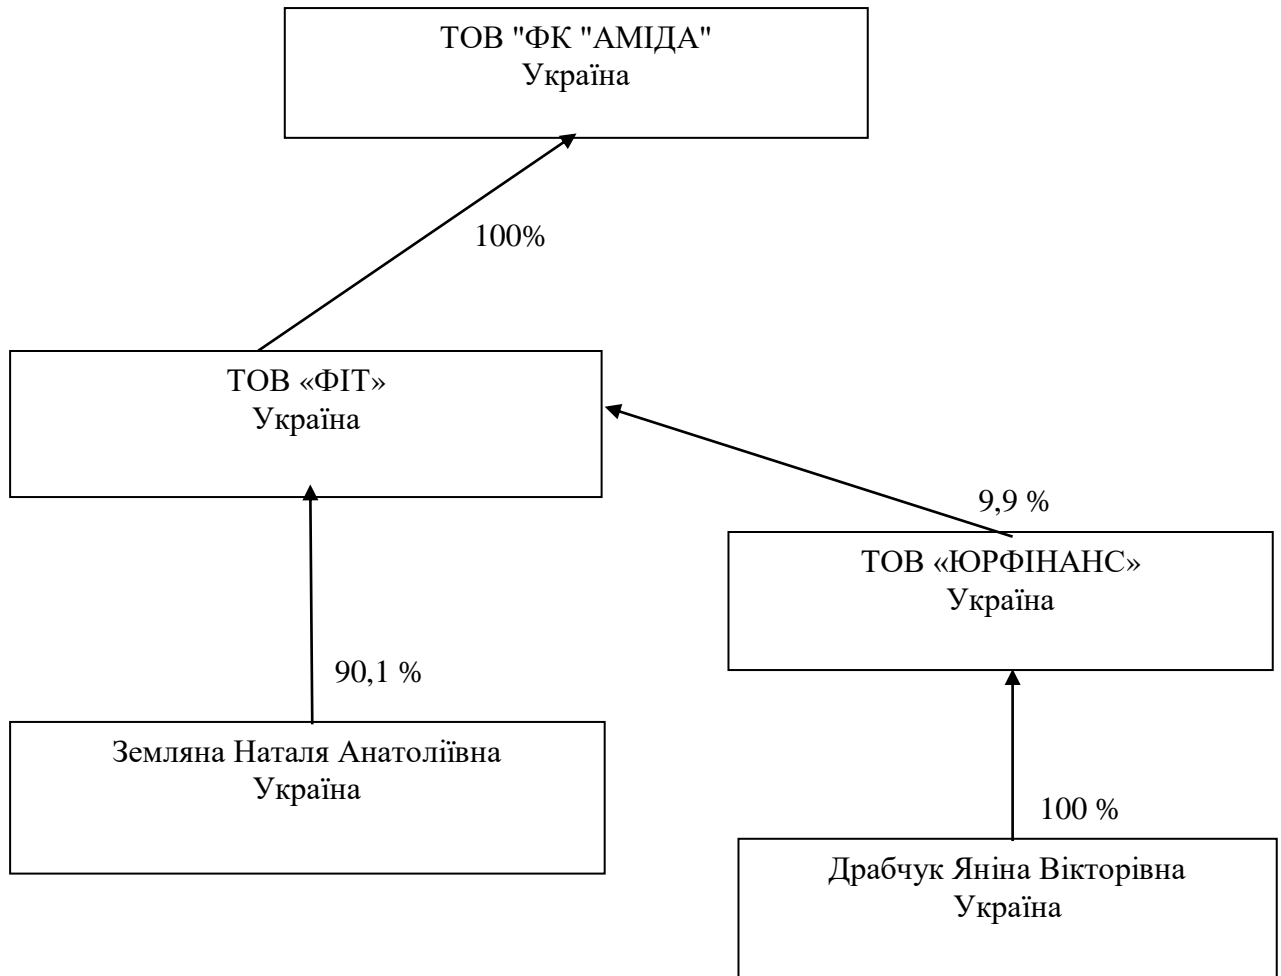 ТОВ "ФК "АМІДА"
Україна
100%
ТОВ «ФІТ»
Україна
9,9 %
ТОВ «ЮРФІНАНС»
Україна
90,1 %
Земляна Наталя Анатоліївна
Україна
100 %
Драбчук Яніна Вікторівна
Україна